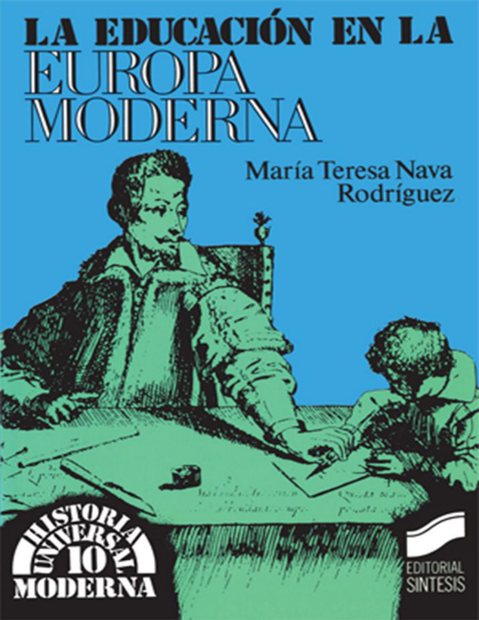 LA EDUCACIÓN EN LA
EUROPA
MODERNA
María Teresa Nava
Rodríguez
HISTORIA
UNIVERSAL
10
MODERNA
EDITORIAL
SINTESIS